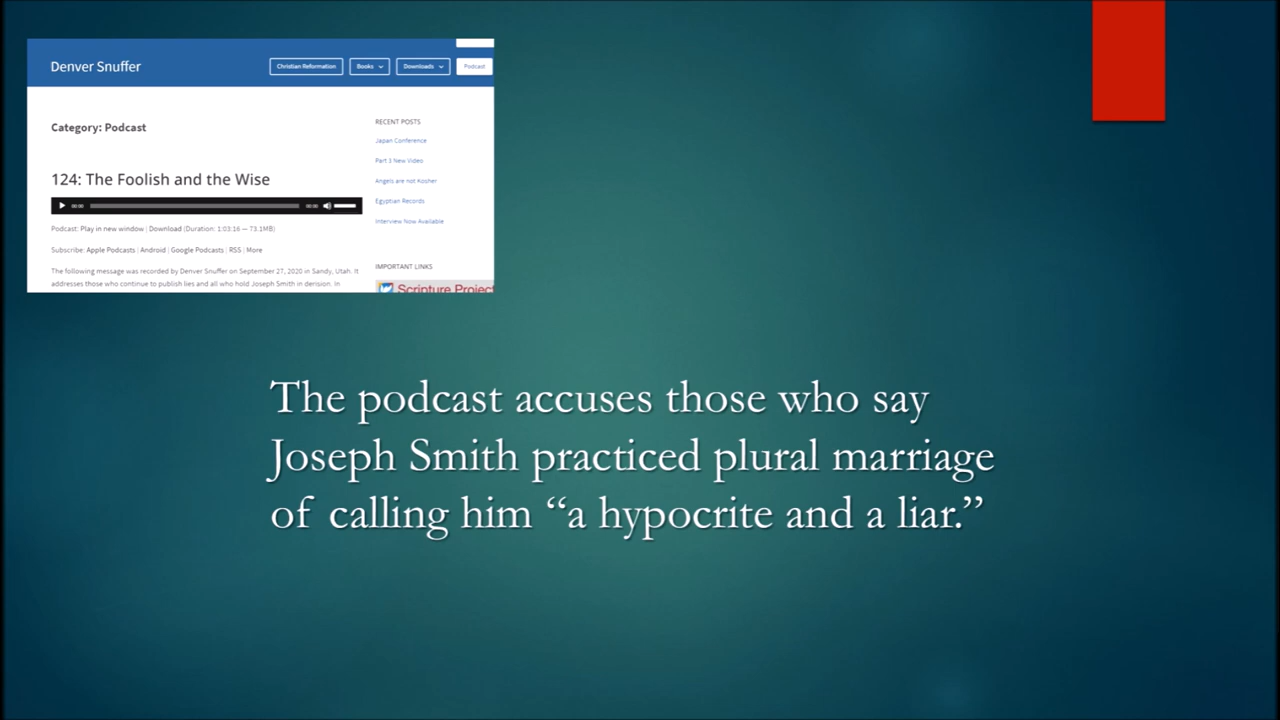 Denver Snuffer
Christian Reformation
Books
Downloads
Podcast
Category: Podcast
124: The Foolish and the Wise
00:00
00:00
Podcast: Play in new window | Download (Duration: 1:03:16 — 73.1MB)
Subscribe: Apple Podcasts | Android | Google Podcasts | RSS | More
The following message was recorded by Denver Snuffer on September 27, 2020 in Sandy, Utah. It
addresses those who continue to publish lies and all who hold Joseph Smith in derision. In
RECENT POSTS
Japan Conference
Part 3 New Video
Angels are not Kosher
Egyptian Records
Interview Now Available
IMPORTANT LINKS
Scripture Project
The podcast accuses those who say
Joseph Smith practiced plural marriage
of calling him “a hypocrite and a liar.”